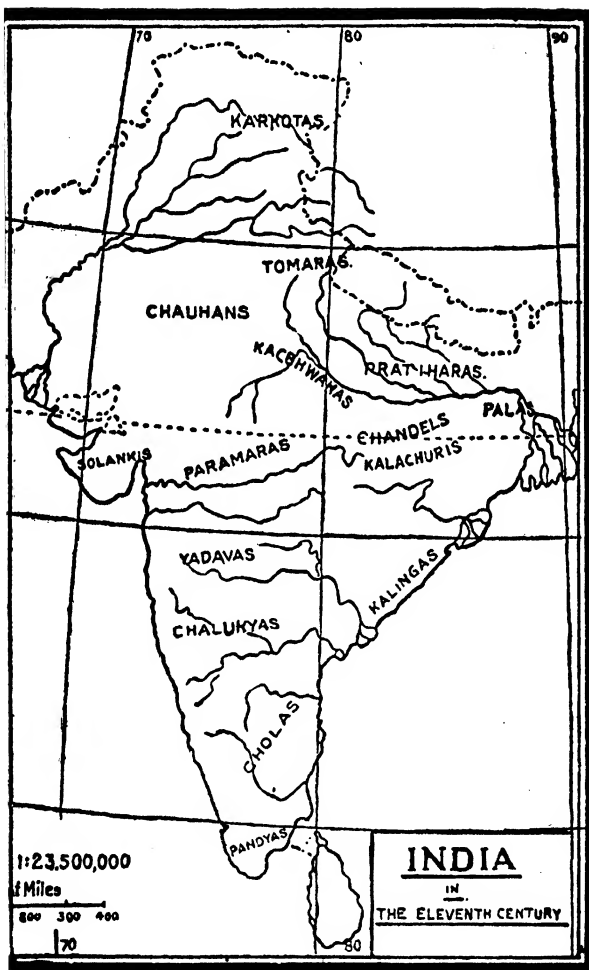 70 80 90
KARKOTAS
TOMARAS.
CHAUHANS
KACHHWAHAS
PRATIHARAS.
PALAS
CHANDELS
SOLANKIS
PARAMARAS
KALACHURIS
YADAVAS
KALINGAS
CHALUKYAS
CHOLAS
PANDYAS
1:23,500,000
f Miles
300 400
70
80
INDIA
IN
THE ELEVENTH CENTURY